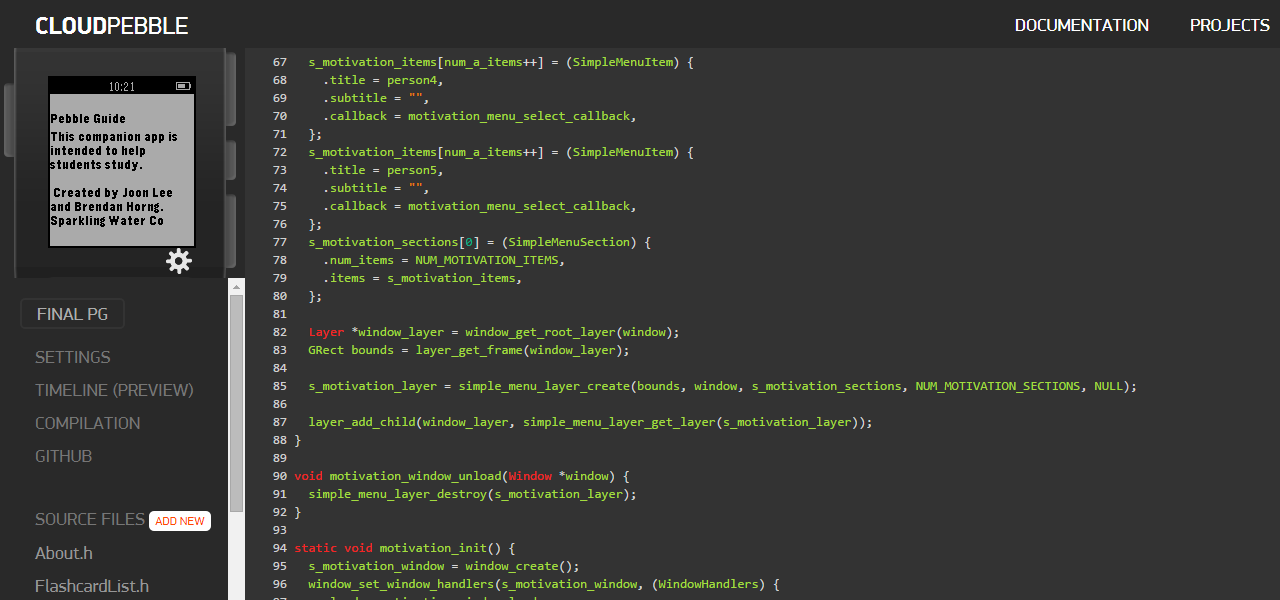 CLOUDPEBBLE
DOCUMENTATION
PROJECTS
10:21
Pebble Guide
This companion app is
intended to help
students study.
Created by Joon Lee
and Brendan Horng.
Sparkling Water Co
FINAL PG
SETTINGS
TIMELINE (PREVIEW)
COMPILATION
GITHUB
SOURCE FILES ADD NEW
About.h
FlashcardList.h
67 s_motivation_items[num_a_items++] = (SimpleMenuItem) {
68 .title = person4,
69 .subtitle = "",
70 .callback = motivation_menu_select_callback,
71 };
72 s_motivation_items[num_a_items++] = (SimpleMenuItem) {
73 .title = person5,
74 .subtitle = "",
75 .callback = motivation_menu_select_callback,
76 };
77 s_motivation_sections[0] = (SimpleMenuSection) {
78 .num_items = NUM_MOTIVATION_ITEMS,
79 .items = s_motivation_items,
80 };
81
82 Layer *window_layer = window_get_root_layer(window);
83 GRect bounds = layer_get_frame(window_layer);
84
85 s_motivation_layer = simple_menu_layer_create(bounds, window, s_motivation_sections, NUM_MOTIVATION_SECTIONS, NULL);
86
87 layer_add_child(window_layer, simple_menu_layer_get_layer(s_motivation_layer));
88 }
89
90 void motivation_window_unload(Window *window) {
91 simple_menu_layer_destroy(s_motivation_layer);
92 }
93
94 static void motivation_init() {
95 s_motivation_window = window_create();
96 window_set_window_handlers(s_motivation_window, (WindowHandlers) {